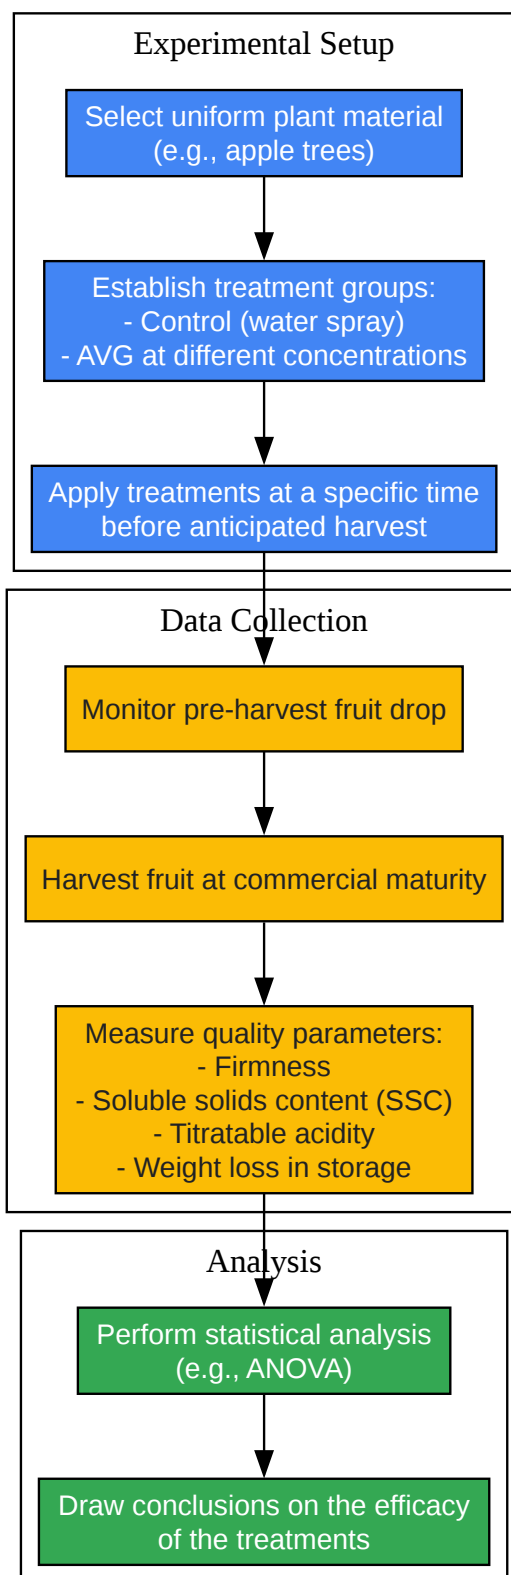 Experimental Setup
Select uniform plant material
(e.g., apple trees)
Establish treatment groups:
- Control (water spray)
- AVG at different concentrations
Apply treatments at a specific time
before anticipated harvest
Data Collection
Monitor pre-harvest fruit drop
Harvest fruit at commercial maturity
Measure quality parameters:
- Firmness
- Soluble solids content (SSC)
- Titratable acidity
- Weight loss in storage
Analysis
Perform statistical analysis
(e.g., ANOVA)
Draw conclusions on the efficacy
of the treatments